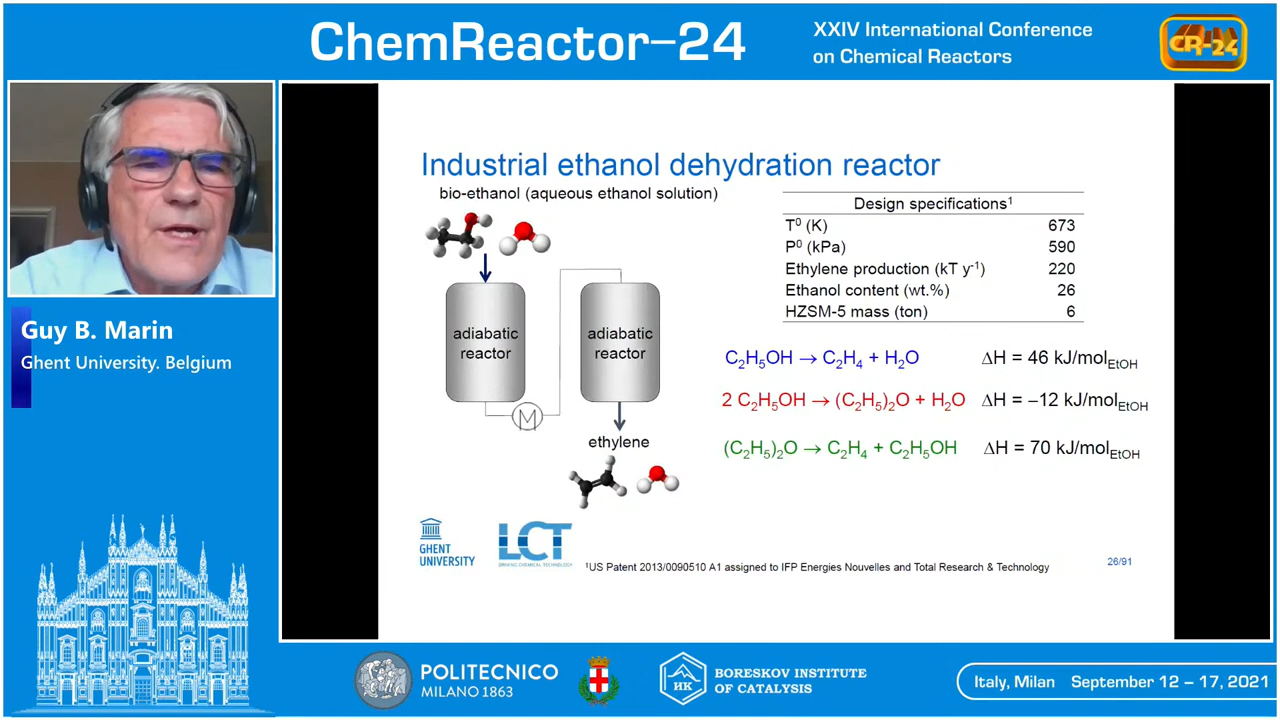 ChemReactor–24
XXIV International Conference
on Chemical Reactors
CR-24
Guy B. Marin
Ghent University. Belgium
Industrial ethanol dehydration reactor
bio-ethanol (aqueous ethanol solution)
adiabatic
reactor
M
adiabatic
reactor
ethylene
Design specifications¹
T⁰ (K) 673
P⁰ (kPa) 590
Ethylene production (kT y⁻¹) 220
Ethanol content (wt.%) 26
HZSM-5 mass (ton) 6
C₂H₅OH → C₂H₄ + H₂O ΔH = 46 kJ/molEtOH
2 C₂H₅OH → (C₂H₅)₂O + H₂O ΔH = –12 kJ/molEtOH
(C₂H₅)₂O → C₂H₄ + C₂H₅OH ΔH = 70 kJ/molEtOH
GHENT
UNIVERSITY
LCT
¹US Patent 2013/0090510 A1 assigned to IFP Energies Nouvelles and Total Research & Technology
26/91
POLITECNICO
MILANO 1863
НК
BORESKOV INSTITUTE
OF CATALYSIS
Italy, Milan September 12 – 17, 2021